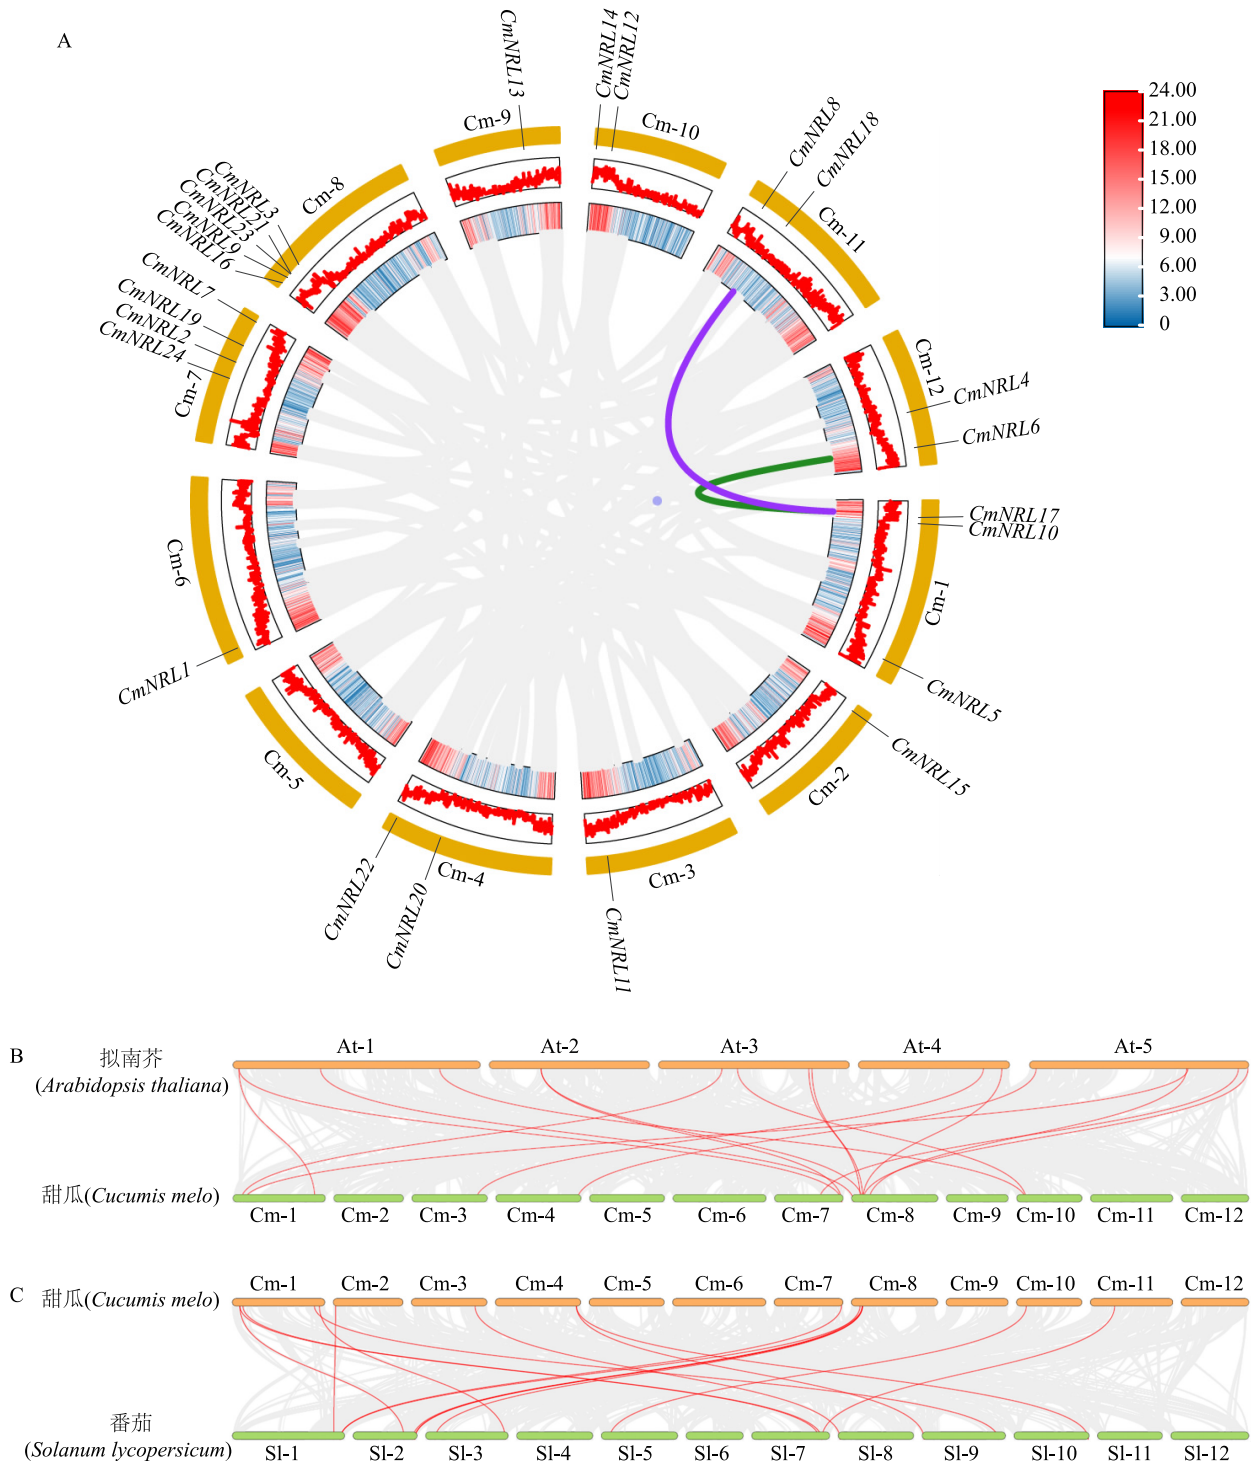 A
CmNRL13
CmNRL14
CmNRL12
Cm-9
Cm-10
CmNRL8
CmNRL18
Cm-11
24.00
21.00
18.00
15.00
12.00
9.00
6.00
3.00
0
CmNRL3
CmNRL21
CmNRL23
CmNRL9
CmNRL16
Cm-8
CmNRL7
CmNRL19
CmNRL2
CmNRL24
Cm-7
Cm-12
CmNRL4
CmNRL6
CmNRL17
CmNRL10
Cm-1
CmNRL5
Cm-6
CmNRL1
Cm-5
CmNRL15
Cm-2
CmNRL22
CmNRL20
Cm-4
Cm-3
CmNRL11
B
拟南芥
(Arabidopsis thaliana)
At-1 At-2 At-3 At-4 At-5
甜瓜(Cucumis melo)
Cm-1 Cm-2 Cm-3 Cm-4 Cm-5 Cm-6 Cm-7 Cm-8 Cm-9 Cm-10 Cm-11 Cm-12
C
甜瓜(Cucumis melo)
Cm-1 Cm-2 Cm-3 Cm-4 Cm-5 Cm-6 Cm-7 Cm-8 Cm-9 Cm-10 Cm-11 Cm-12
番茄
(Solanum lycopersicum)
Sl-1 Sl-2 Sl-3 Sl-4 Sl-5 Sl-6 Sl-7 Sl-8 Sl-9 Sl-10 Sl-11 Sl-12